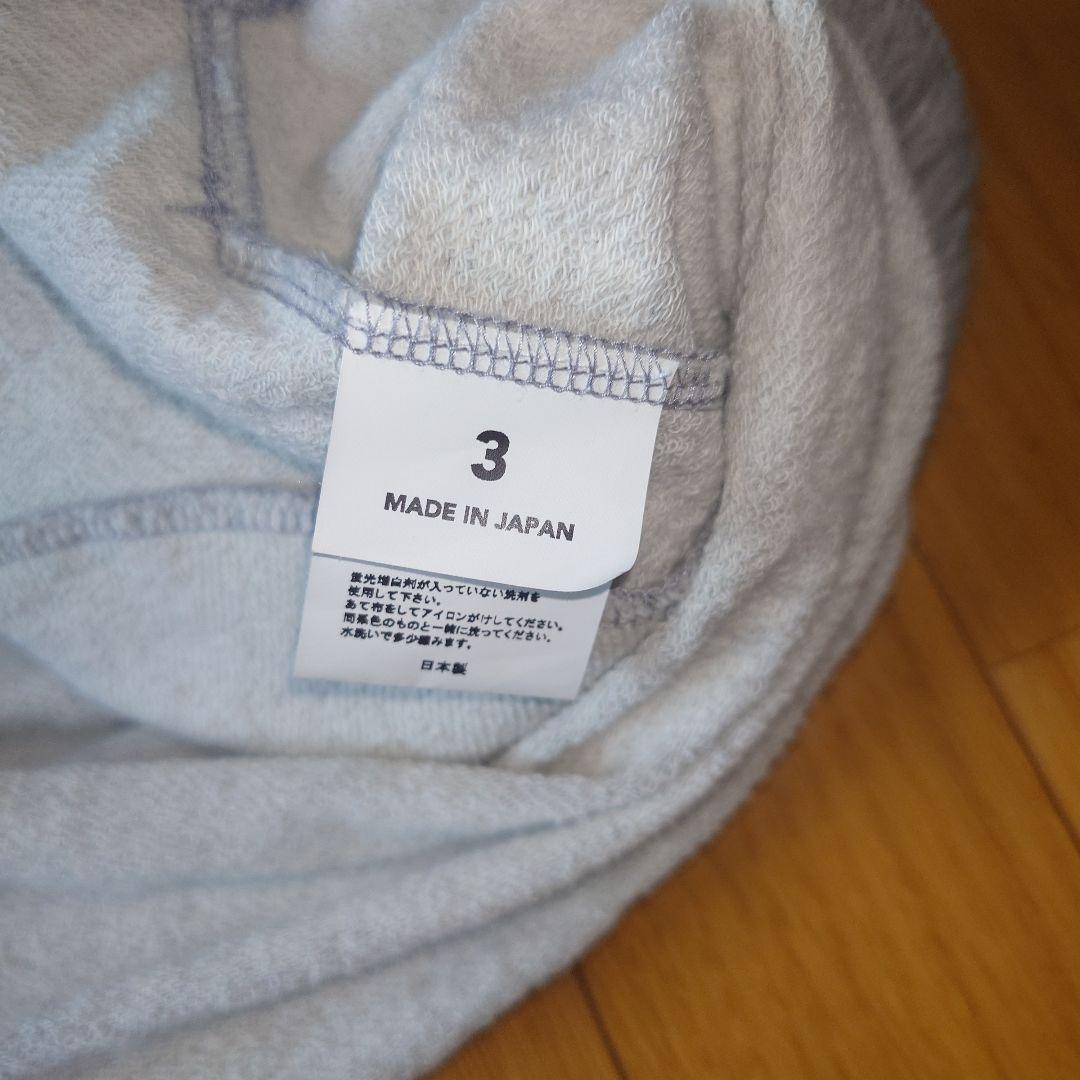 3
MADE IN JAPAN
蛍光増白剤が入っていない洗剤を
使用して下さい。
あて布をしてアイロンがけしてください。
同系色のものと一緒に洗ってください。
水洗いで多少縮みます。
日本製